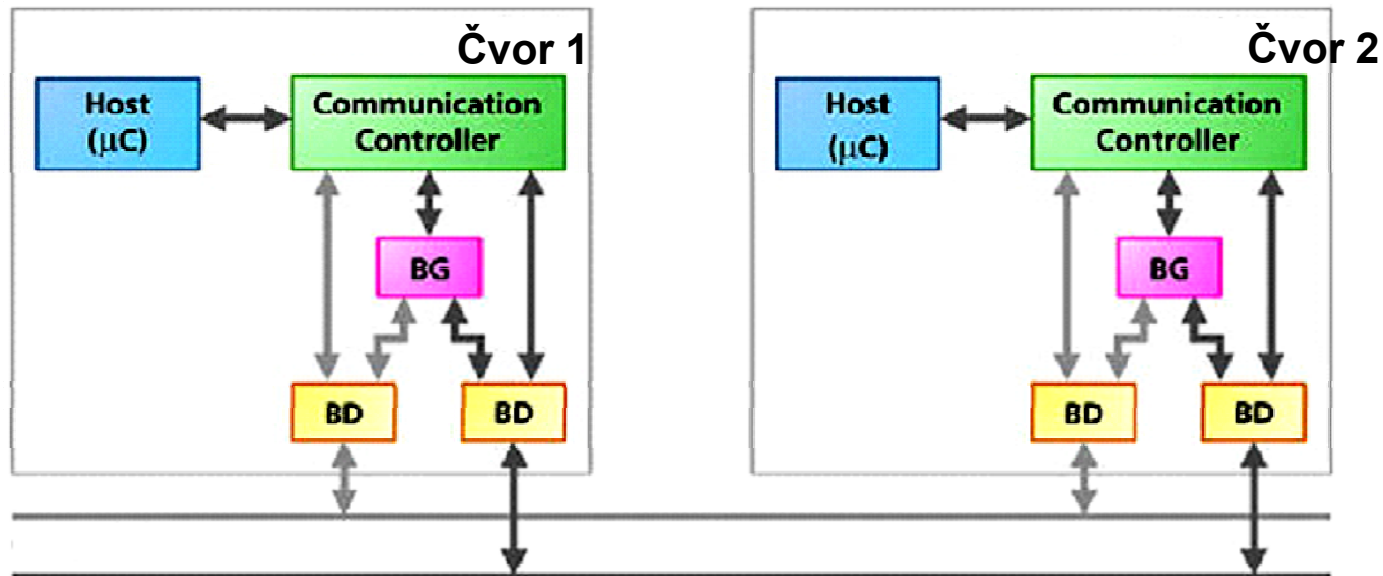 Čvor 1
Host
(μC)
Communication
Controller
BG
BD
BD
Čvor 2
Host
(μC)
Communication
Controller
BG
BD
BD